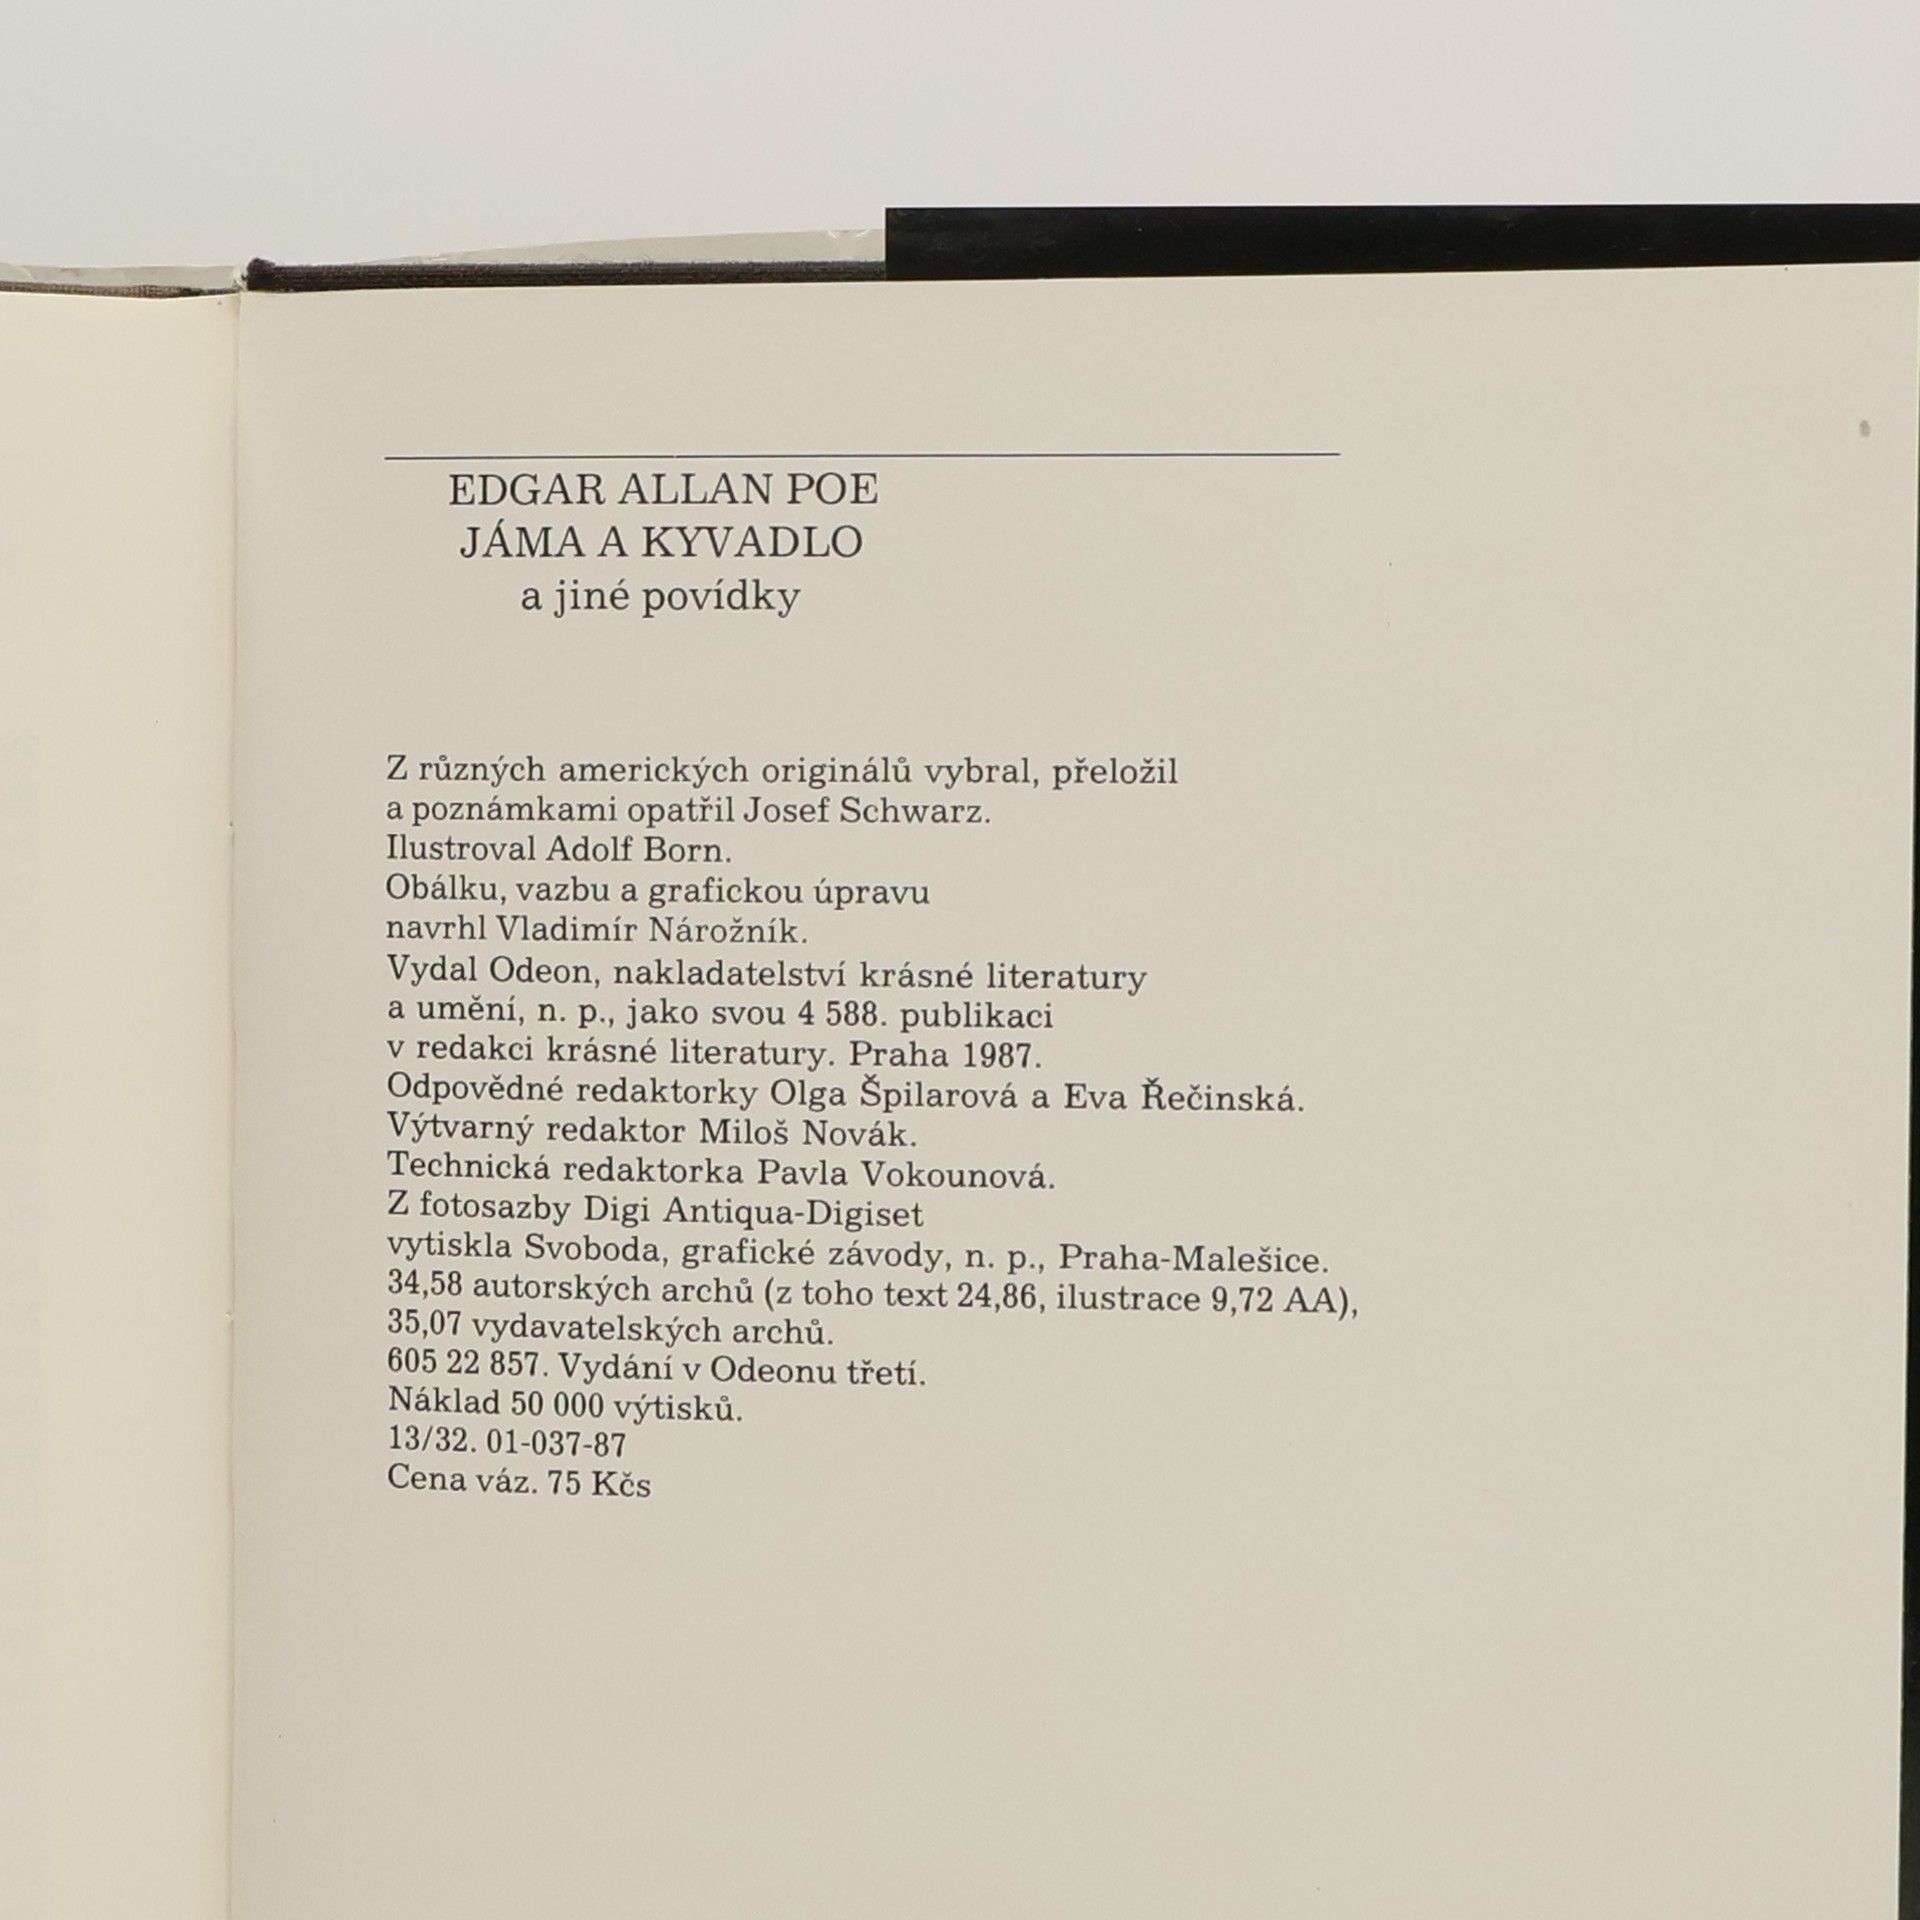 EDGAR ALLAN POE
JÁMA A KYVADLO
a jiné povídky
Z různých amerických originálů vybral, přeložil
a poznámkami opatřil Josef Schwarz.
Ilustroval Adolf Born.
Obálku, vazbu a grafickou úpravu
navrhl Vladimír Nárožník.
Vydal Odeon, nakladatelství krásné literatury
a umění, n. p., jako svou 4 588. publikaci
v redakci krásné literatury. Praha 1987.
Odpovědné redaktorky Olga Špilarová a Eva Řečinská.
Výtvarný redaktor Miloš Novák.
Technická redaktorka Pavla Vokounová.
Z fotosazby Digi Antiqua-Digiset
vytiskla Svoboda, grafické závody, n. p., Praha-Malešice.
34,58 autorských archů (z toho text 24,86, ilustrace 9,72 AA),
35,07 vydavatelských archů.
605 22 857. Vydání v Odeonu třetí.
Náklad 50 000 výtisků.
13/32. 01-037-87
Cena váz. 75 Kčs